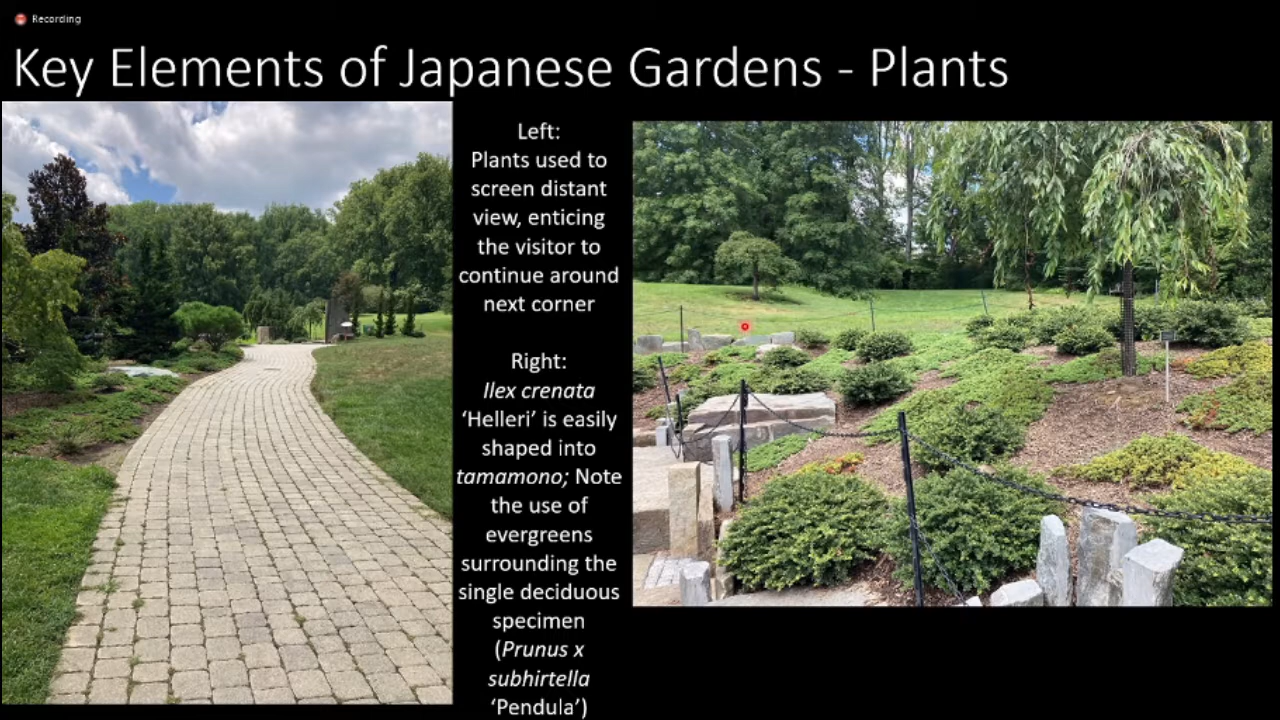 Recording
Key Elements of Japanese Gardens - Plants
Left:
Plants used to
screen distant
view, enticing
the visitor to
continue around
next corner
Right:
Ilex crenata
‘Helleri’ is easily
shaped into
tamamono; Note
the use of
evergreens
surrounding the
single deciduous
specimen
(Prunus x
subhirtella
‘Pendula’)